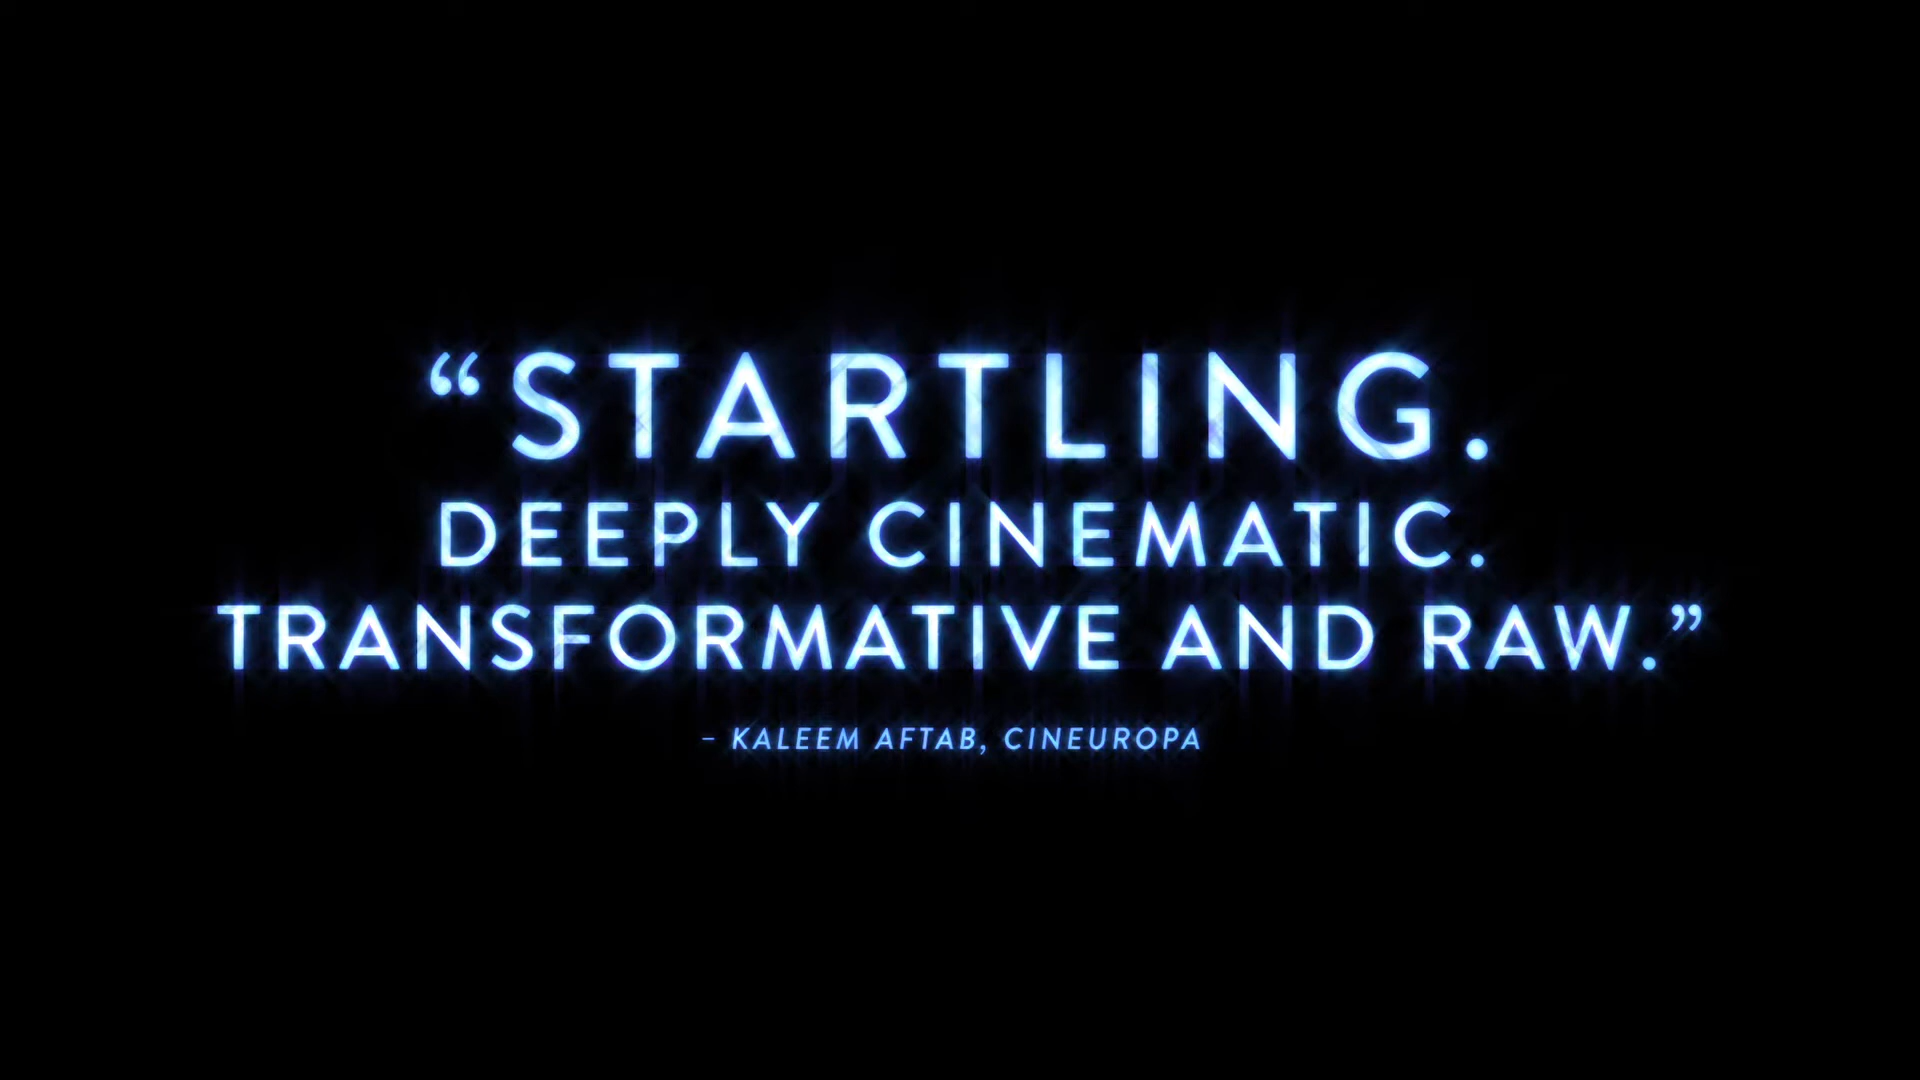 “STARTLING.
DEEPLY CINEMATIC.
TRANSFORMATIVE AND RAW.”
– KALEEM AFTAB, CINEUROPA